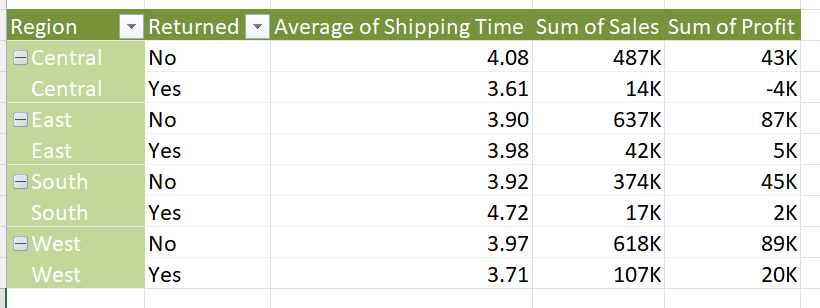 Region Returned Average of Shipping Time Sum of Sales Sum of Profit
Central No 4.08 487K 43K
Central Yes 3.61 14K -4K
East No 3.90 637K 87K
East Yes 3.98 42K 5K
South No 3.92 374K 45K
South Yes 4.72 17K 2K
West No 3.97 618K 89K
West Yes 3.71 107K 20K